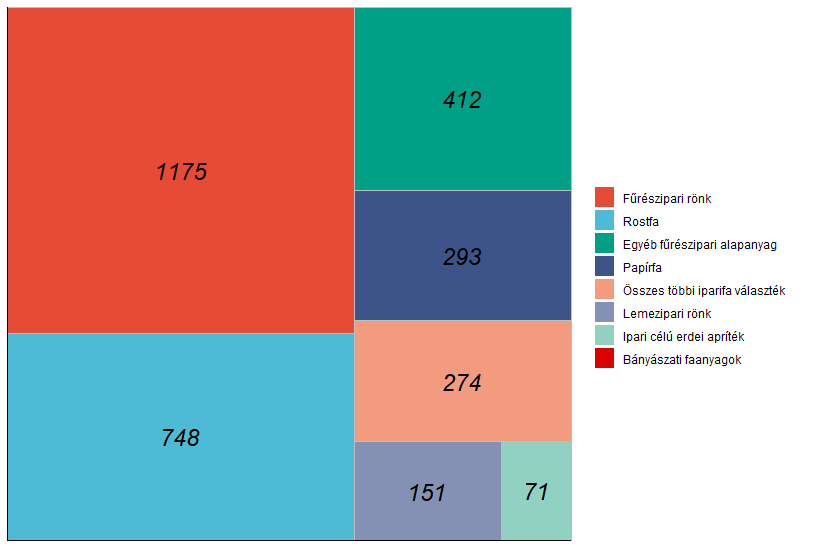 1175
412
293
274
748
151
71
Fűrészipari rönk
Rostfa
Egyéb fűrészipari alapanyag
Papírfa
Összes többi iparifa választék
Lemezipari rönk
Ipari célú erdei apríték
Bányászati faanyagok